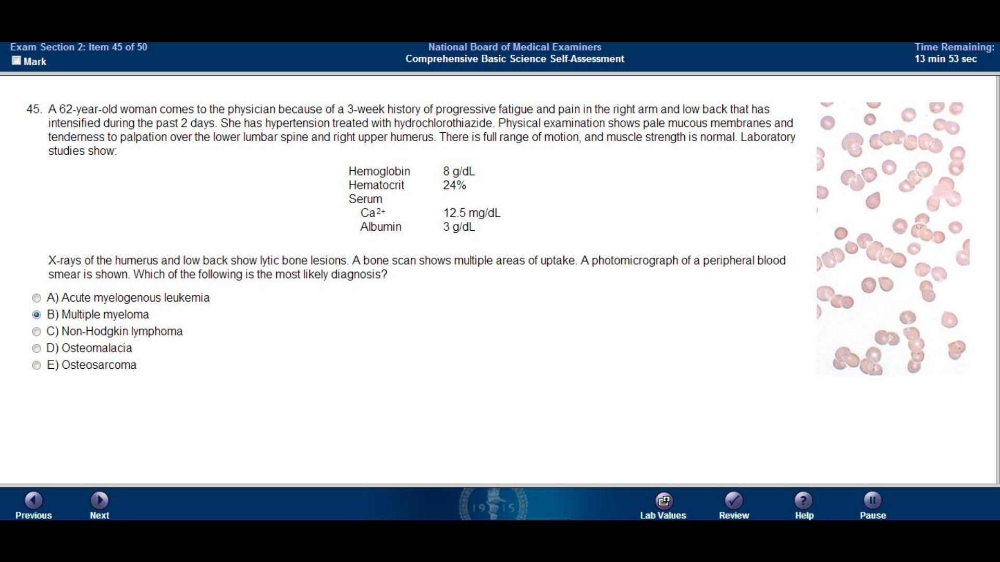 Exam Section 2: Item 45 of 50
National Board of Medical Examiners
Time Remaining:
Mark
Comprehensive Basic Science Self-Assessment
13 min 53 sec
45. A 62-year-old woman comes to the physician because of a 3-week history of progressive fatigue and pain in the right arm and low back that has
intensified during the past 2 days. She has hypertension treated with hydrochlorothiazide. Physical examination shows pale mucous membranes and
tenderness to palpation over the lower lumbar spine and right upper humerus. There is full range of motion, and muscle strength is normal. Laboratory
studies show:
Hemoglobin 8 g/dL
Hematocrit 24%
Serum
Ca2+ 12.5 mg/dL
Albumin 3 g/dL
X-rays of the humerus and low back show lytic bone lesions. A bone scan shows multiple areas of uptake. A photomicrograph of a peripheral blood
smear is shown. Which of the following is the most likely diagnosis?
A) Acute myelogenous leukemia
B) Multiple myeloma
C) Non-Hodgkin lymphoma
D) Osteomalacia
E) Osteosarcoma
19 15
Previous
Next
Lab Values
Review
Help
Pause